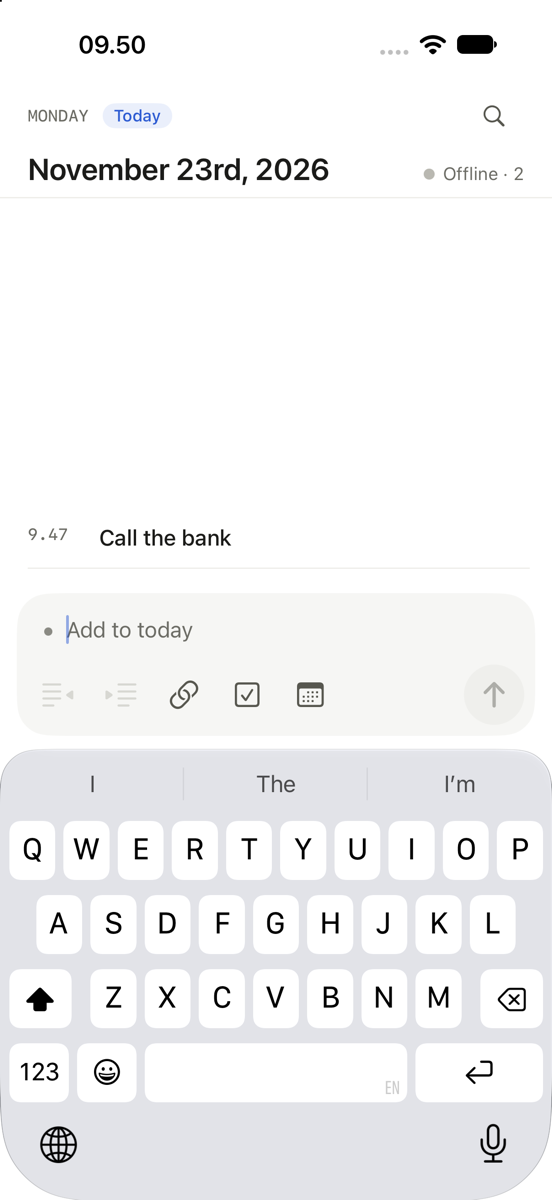 09.50
MONDAY Today
November 23rd, 2026 Offline · 2
9.47 Call the bank
Add to today
I The I’m
Q W E R T Y U I O P
A S D F G H J K L
Z X C V B N M
123 EN